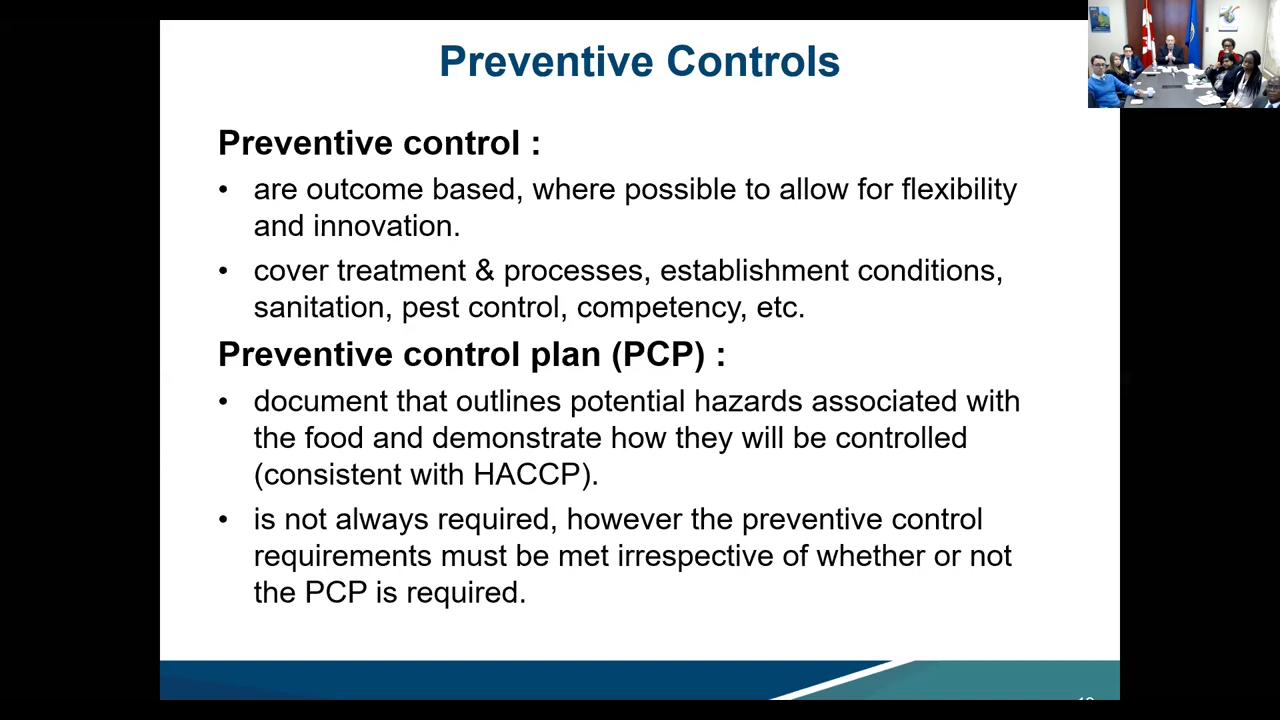 Preventive Controls
Preventive control :
• are outcome based, where possible to allow for flexibility
and innovation.
• cover treatment & processes, establishment conditions,
sanitation, pest control, competency, etc.
Preventive control plan (PCP) :
• document that outlines potential hazards associated with
the food and demonstrate how they will be controlled
(consistent with HACCP).
• is not always required, however the preventive control
requirements must be met irrespective of whether or not
the PCP is required.